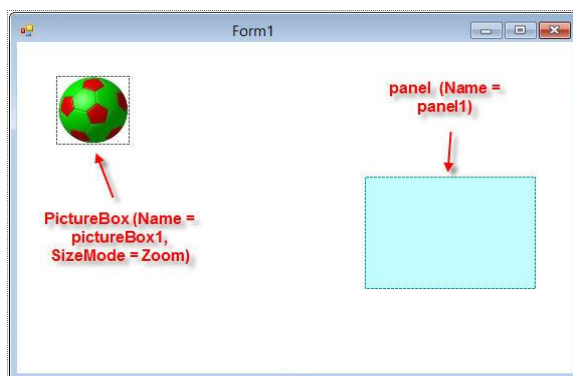 Form1
panel (Name =
panel1)
PictureBox (Name =
pictureBox1,
SizeMode = Zoom)